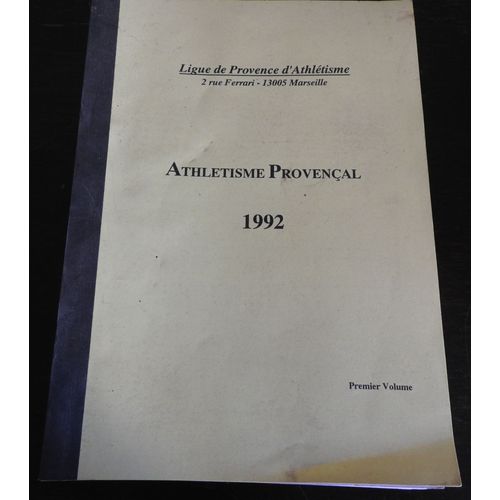 Ligue de Provence d'Athlétisme
2 rue Ferrari - 13005 Marseille
ATHLETISME PROVENÇAL
1992
Premier Volume